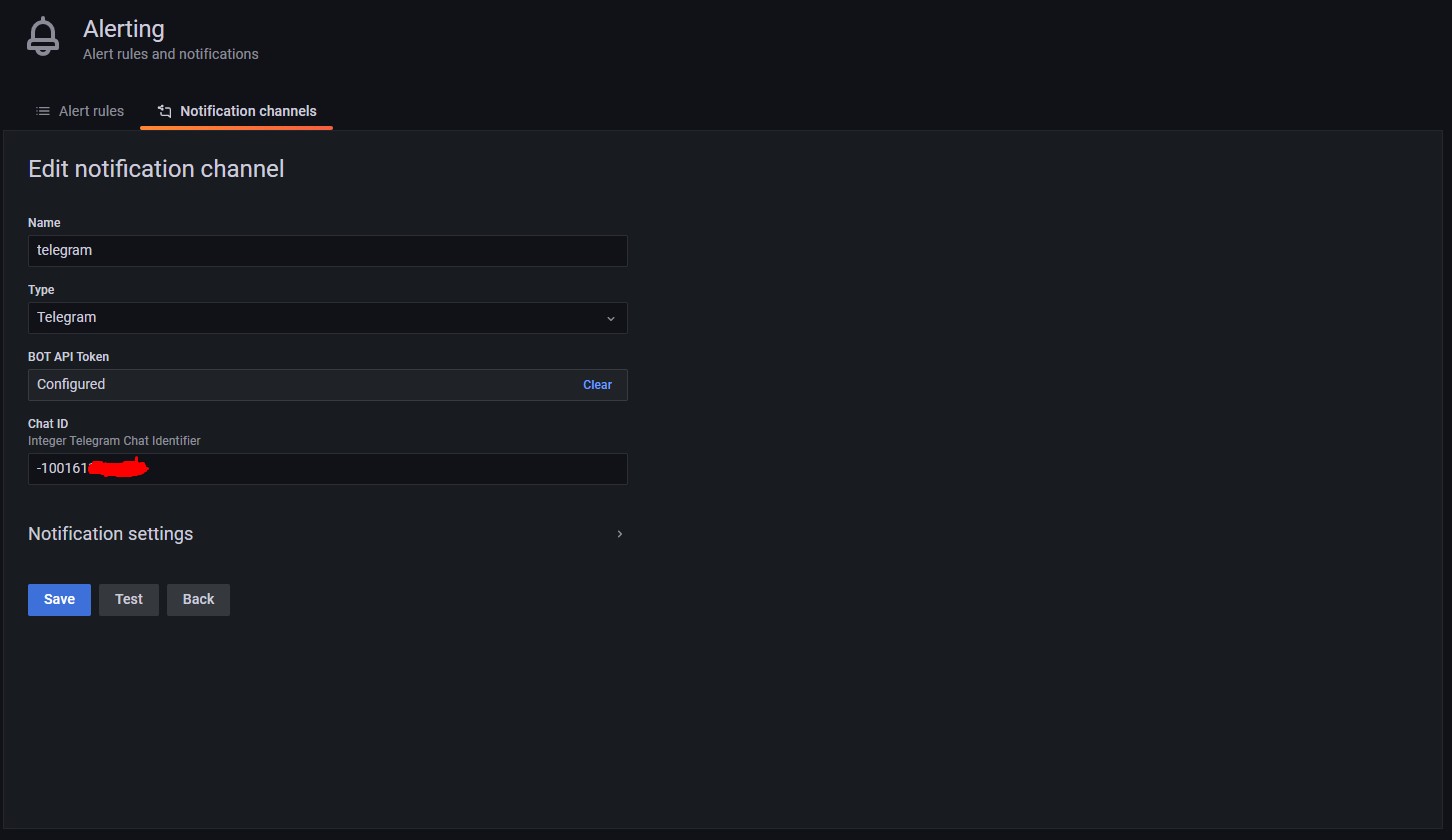 Alerting
Alert rules and notifications
Alert rules
Notification channels
Edit notification channel
Name
telegram
Type
Telegram
BOT API Token
Configured
Clear
Chat ID
Integer Telegram Chat Identifier
-100161
Notification settings
Save
Test
Back